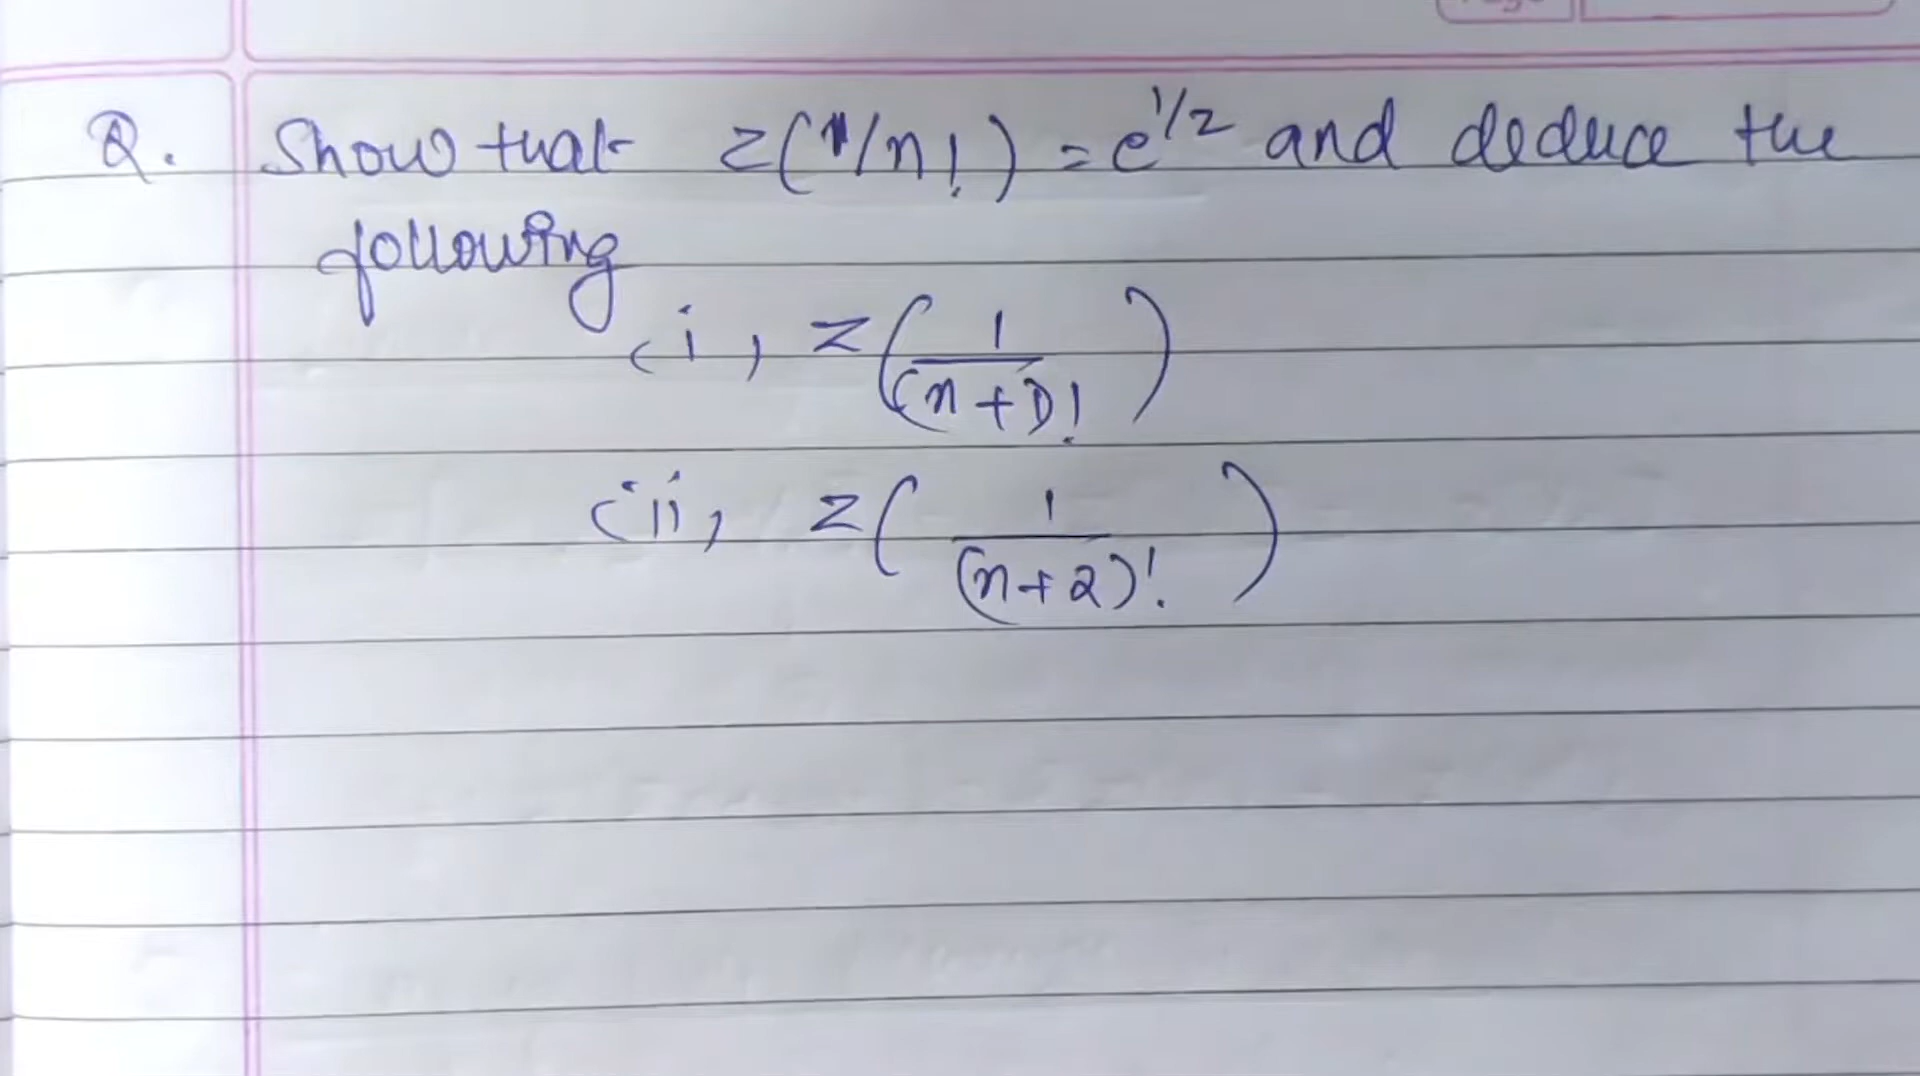 Q. Show that z(1/n!) = e^1/z and deduce the
following
(i) z(1/(n+1)!)
(ii) z(1/(n+2)!)